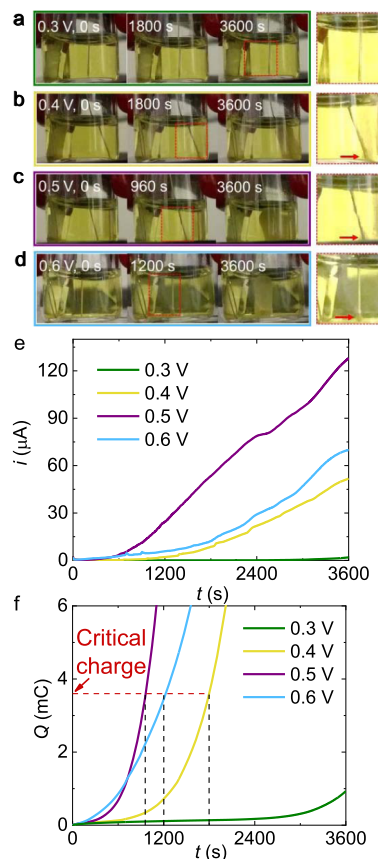 a
0.3 V, 0 s 1800 s 3600 s
b
0.4 V, 0 s 1800 s 3600 s
c
0.5 V, 0 s 960 s 3600 s
d
0.6 V, 0 s 1200 s 3600 s
e
i (μA)
120
90
60
30
0
0.3 V
0.4 V
0.5 V
0.6 V
0 1200 2400 3600
t (s)
f
Q (mC)
6
4
2
0
Critical
charge
0.3 V
0.4 V
0.5 V
0.6 V
0 1200 2400 3600
t (s)